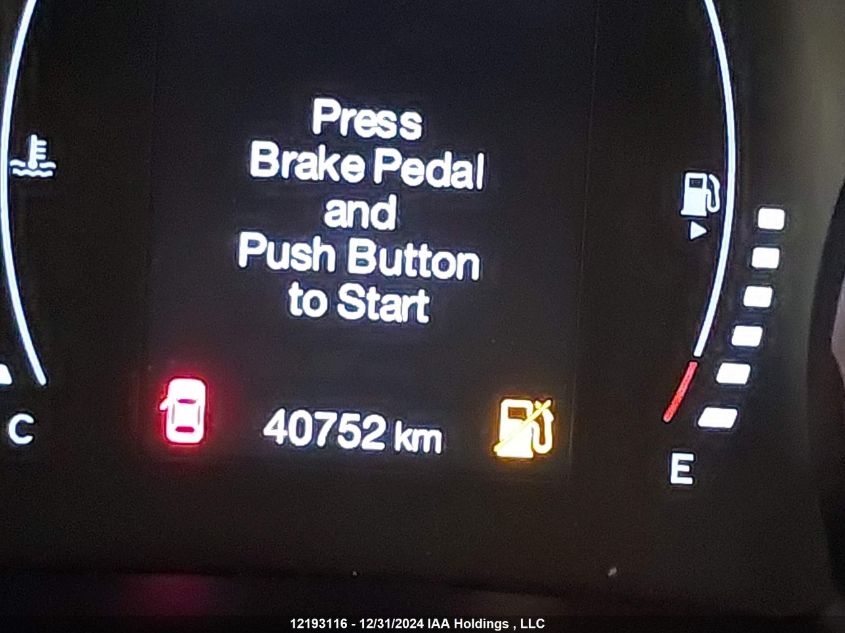 Press
Brake Pedal
and
Push Button
to Start
40752 km
C
E
12193116 - 12/31/2024 IAA Holdings , LLC